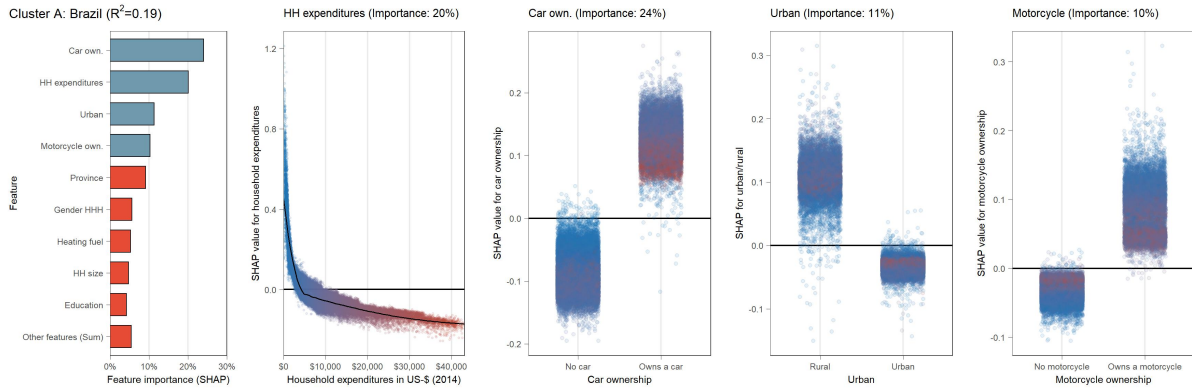 Cluster A: Brazil (R²=0.19)
Feature
Car own.
HH expenditures
Urban
Motorcycle own.
Province
Gender HHH
Heating fuel
HH size
Education
Other features (Sum)
0% 10% 20% 30%
Feature importance (SHAP)
HH expenditures (Importance: 20%)
SHAP value for household expenditures
1.2
0.8
0.4
0.0
$0 $10,000 $20,000 $30,000 $40,000
Household expenditures in US-$ (2014)
Car own. (Importance: 24%)
SHAP value for car ownership
0.2
0.1
0.0
-0.1
-0.2
No car Owns a car
Car ownership
Urban (Importance: 11%)
SHAP for urban/rural
0.3
0.2
0.1
0.0
-0.1
Rural Urban
Urban
Motorcycle (Importance: 10%)
SHAP value for motorcycle ownership
0.3
0.2
0.1
0.0
-0.1
No motorcycle Owns a motorcycle
Motorcycle ownership